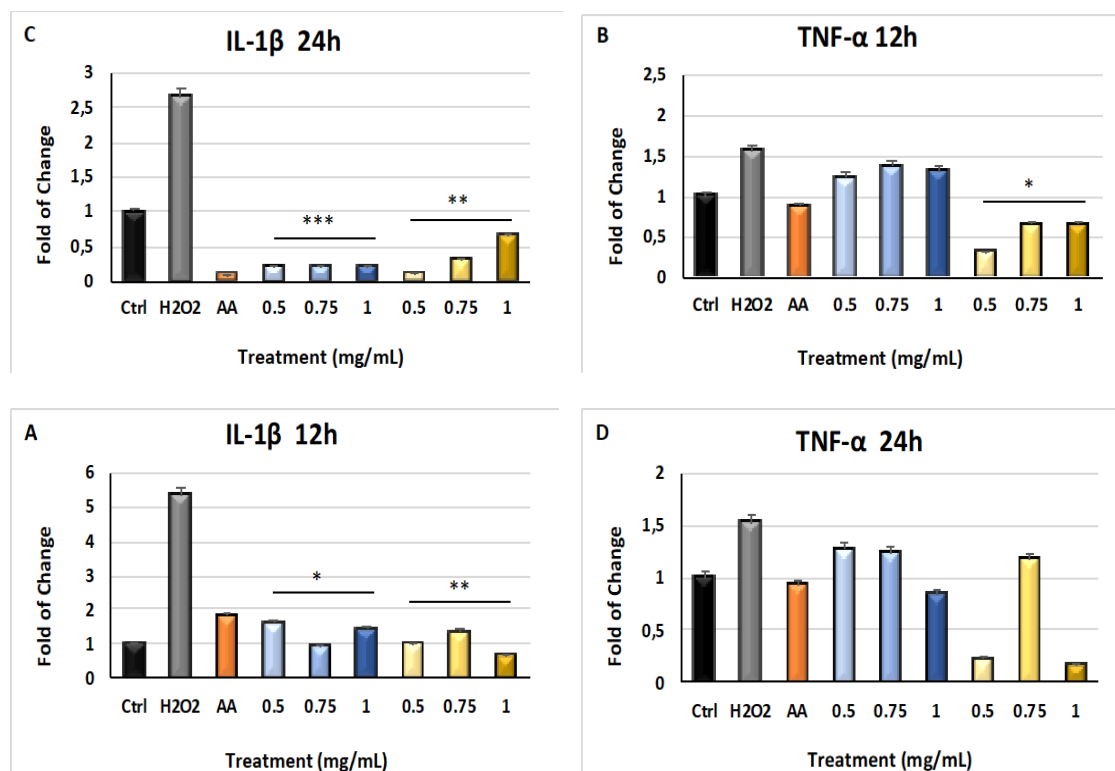 C
IL-1β 24h
Fold of Change
3
2,5
2
1,5
1
0,5
0
***
**
Ctrl H2O2 AA 0.5 0.75 1 0.5 0.75 1
Treatment (mg/mL)
B
TNF-α 12h
Fold of Change
2,5
2
1,5
1
0,5
0
*
Ctrl H2O2 AA 0.5 0.75 1 0.5 0.75 1
Treatment (mg/mL)
A
IL-1β 12h
Fold of Change
6
5
4
3
2
1
0
*
**
Ctrl H2O2 AA 0.5 0.75 1 0.5 0.75 1
Treatment (mg/mL)
D
TNF-α 24h
Fold of Change
2
1,5
1
0,5
0
Ctrl H2O2 AA 0.5 0.75 1 0.5 0.75 1
Treatment (mg/mL)